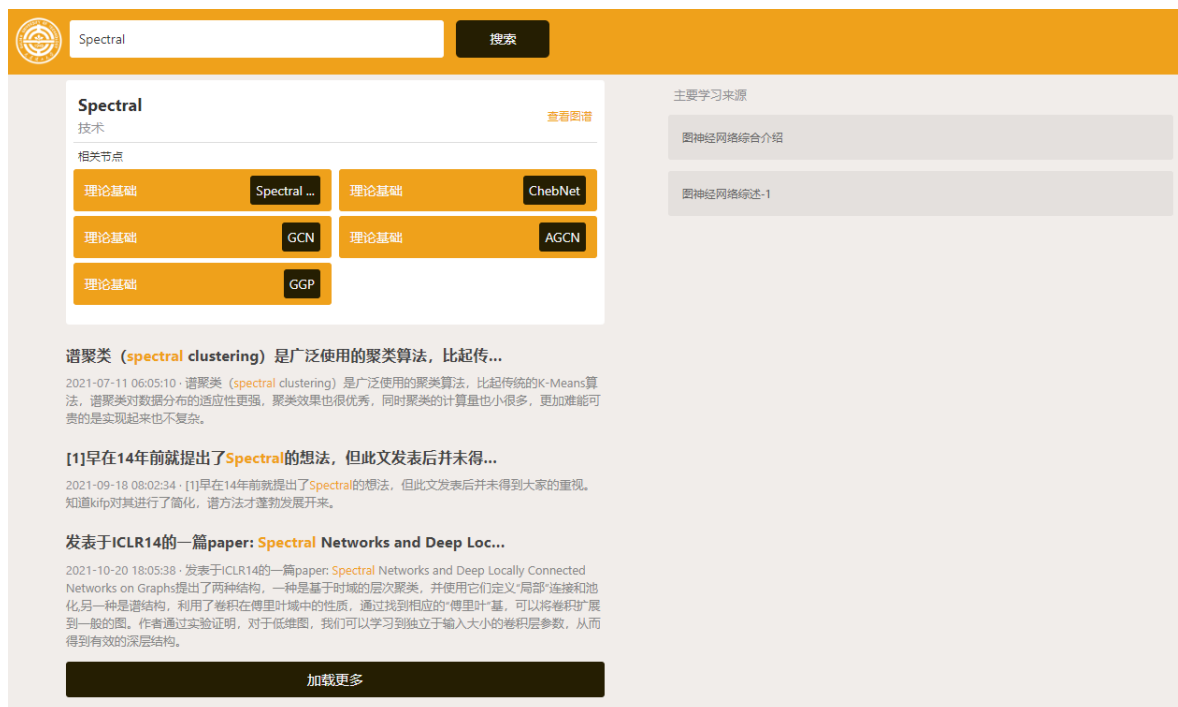 Spectral
搜索
Spectral
技术
查看图谱
相关节点
理论基础 Spectral ...
理论基础 ChebNet
理论基础 GCN
理论基础 AGCN
理论基础 GGP
谱聚类（spectral clustering）是广泛使用的聚类算法，比起传...
2021-07-11 06:05:10 · 谱聚类（spectral clustering）是广泛使用的聚类算法，比起传统的K-Means算
法，谱聚类对数据分布的适应性更强，聚类效果也很优秀，同时聚类的计算量也小很多，更加难能可
贵的是实现起来也不复杂。
[1]早在14年前就提出了Spectral的想法，但此文发表后并未得...
2021-09-18 08:02:34 · [1]早在14年前就提出了Spectral的想法，但此文发表后并未得到大家的重视。
知道kifp对其进行了简化，谱方法才蓬勃发展开来。
发表于ICLR14的一篇paper: Spectral Networks and Deep Loc...
2021-10-20 18:05:38 · 发表于ICLR14的一篇paper: Spectral Networks and Deep Locally Connected
Networks on Graphs提出了两种结构，一种是基于时域的层次聚类，并使用它们定义“局部”连接和池
化,另一种是谱结构，利用了卷积在傅里叶域中的性质，通过找到相应的“傅里叶”基，可以将卷积扩展
到一般的图。作者通过实验证明，对于低维图，我们可以学习到独立于输入大小的卷积层参数，从而
得到有效的深层结构。
加载更多
主要学习来源
图神经网络综合介绍
图神经网络综述-1